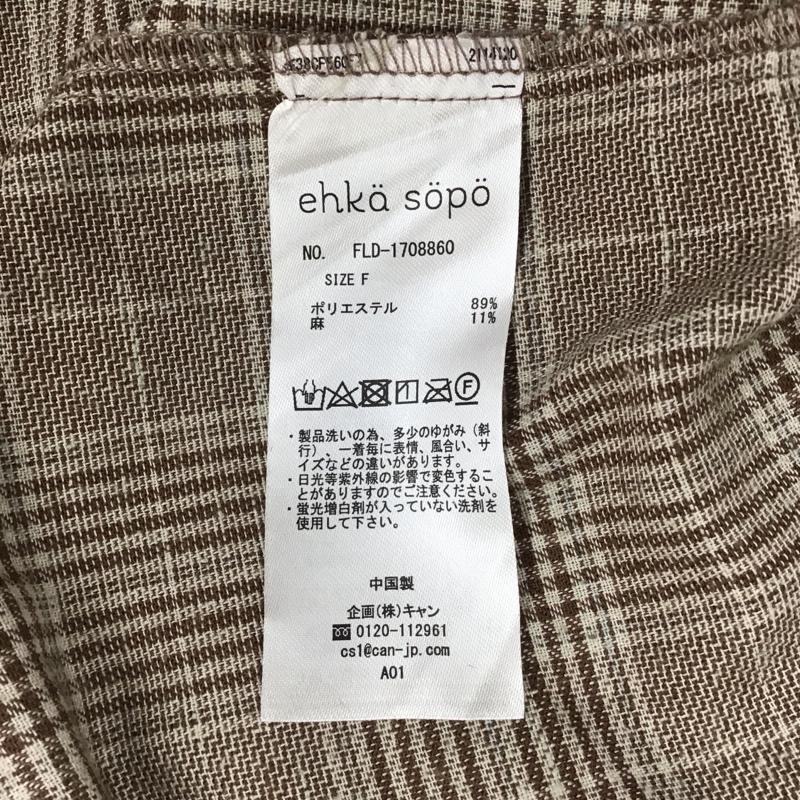 ehkä söpö
NO. FLD-1708860
SIZE F
ポリエステル 89%
麻 11%
F
・製品洗いの為、多少のゆがみ（斜
行）、一着毎に表情、風合い、サ
イズなどの違いがあります。
・日光等紫外線の影響で変色するこ
とがありますのでご注意ください。
・蛍光増白剤が入っていない洗剤を
使用して下さい。
中国製
企画(株)キャン
0120-112961
cs1@can-jp.com
A01